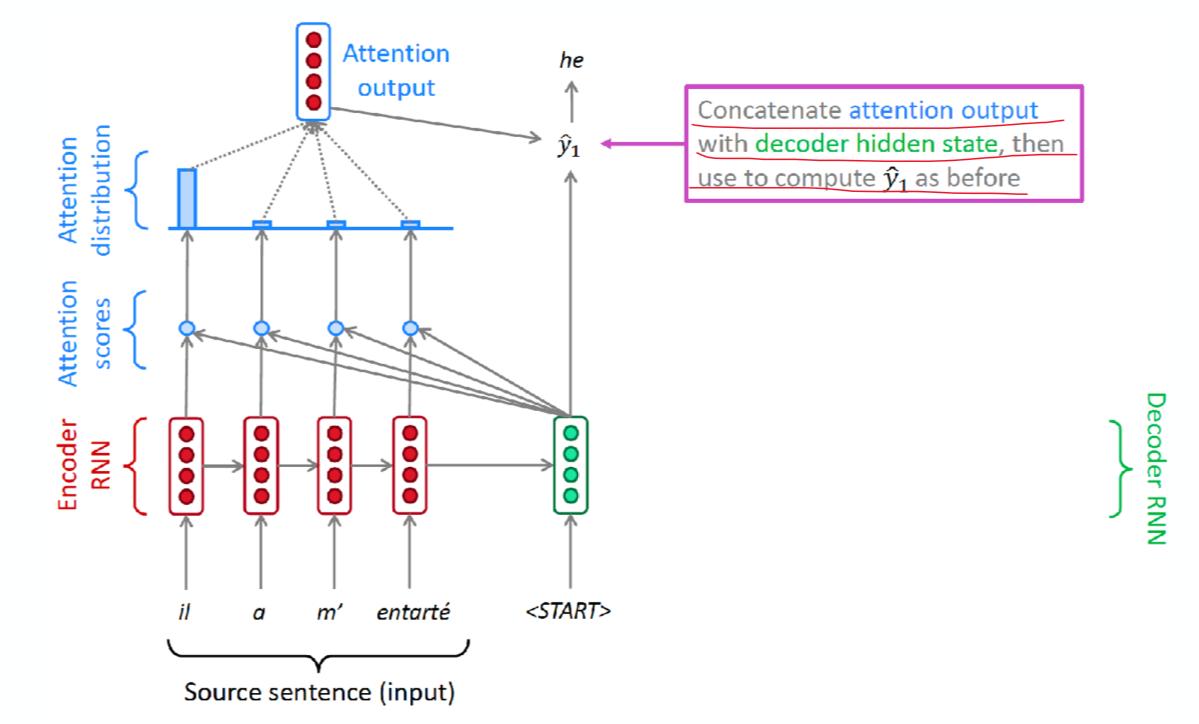 Attention
output
he
ŷ₁
Concatenate attention output
with decoder hidden state, then
use to compute ŷ₁ as before
Attention
distribution
Attention
scores
Encoder
RNN
Decoder RNN
il a m’ entarté <START>
Source sentence (input)